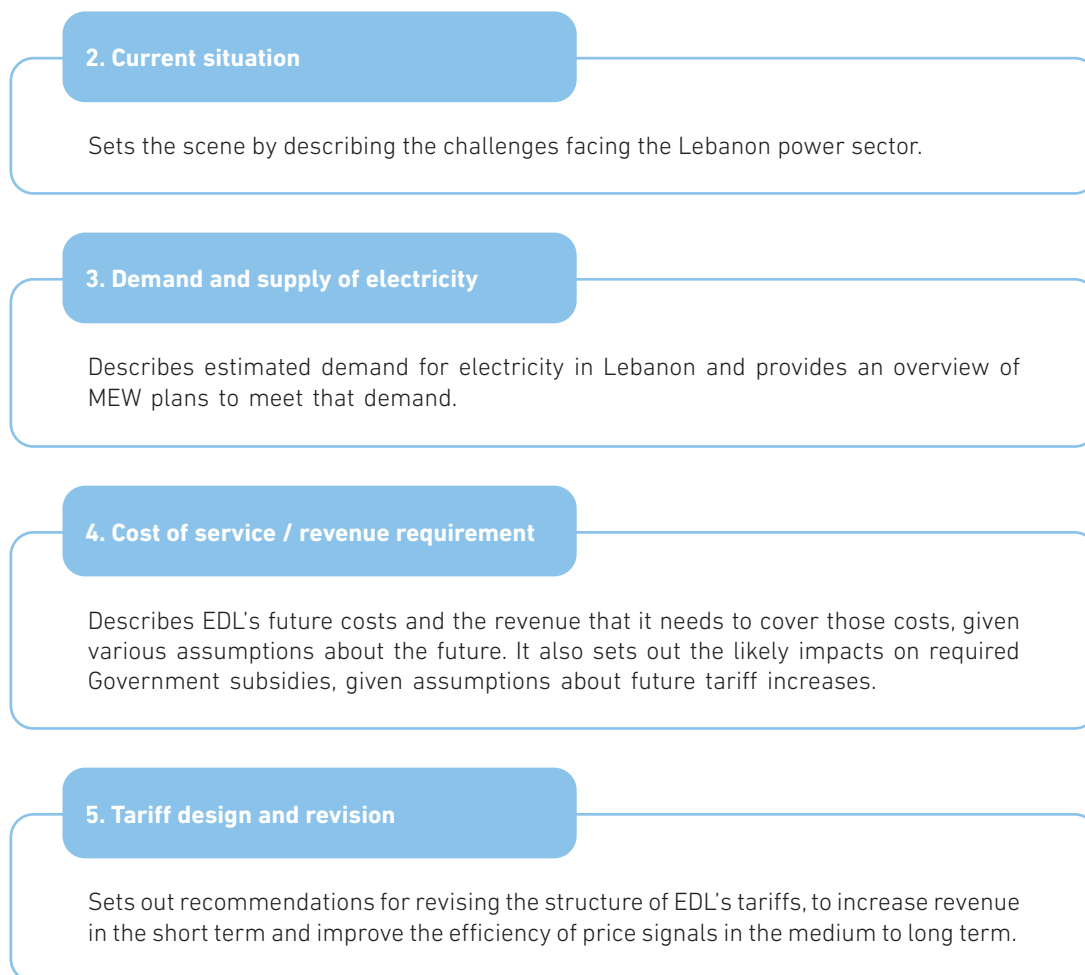 2. Current situation
Sets the scene by describing the challenges facing the Lebanon power sector.
3. Demand and supply of electricity
Describes estimated demand for electricity in Lebanon and provides an overview of
MEW plans to meet that demand.
4. Cost of service / revenue requirement
Describes EDL’s future costs and the revenue that it needs to cover those costs, given
various assumptions about the future. It also sets out the likely impacts on required
Government subsidies, given assumptions about future tariff increases.
5. Tariff design and revision
Sets out recommendations for revising the structure of EDL’s tariffs, to increase revenue
in the short term and improve the efficiency of price signals in the medium to long term.